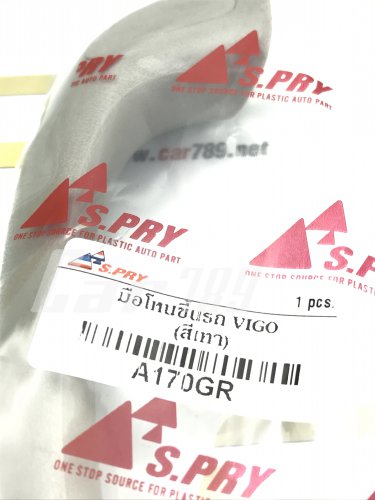 S.PRY
ONE STOP SOURCE FOR PLASTIC AUTO PART
www.car789.net
S.PRY
ONE STOP SOURCE FOR PLASTIC AUTO PART
S.PRY
1 pcs.
มือโหนขึ้นรถ VIGO
(สีเทา)
A170GR
S.PRY
ONE STOP SOURCE FOR PLASTIC AUTO PART